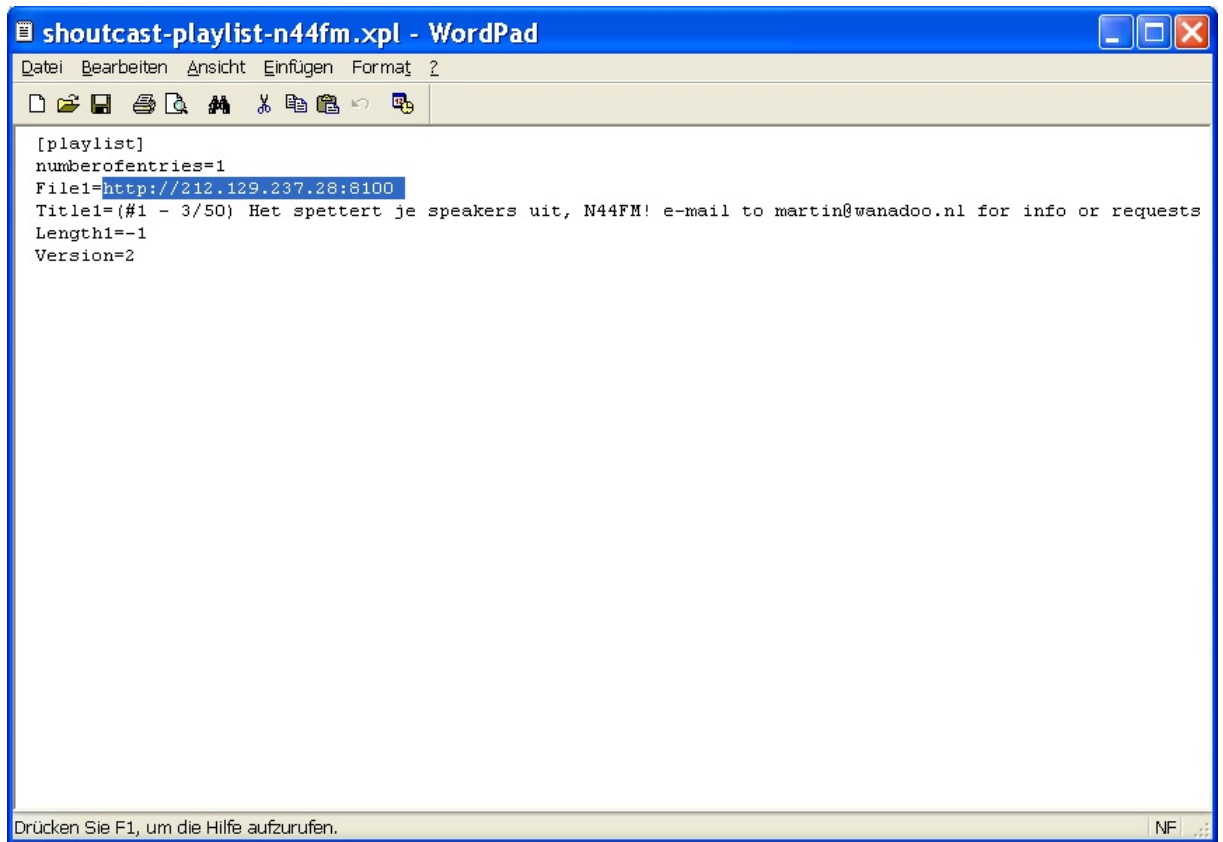 shoutcast-playlist-n44fm.xpl - WordPad
Datei Bearbeiten Ansicht Einfügen Format ?
[playlist]
numberofentries=1
File1=http://212.129.237.28:8100
Title1=(#1 - 3/50) Het spettert je speakers uit, N44FM! e-mail to martin@wanadoo.nl for info or requests
Length1=-1
Version=2
Drücken Sie F1, um die Hilfe aufzurufen. NF